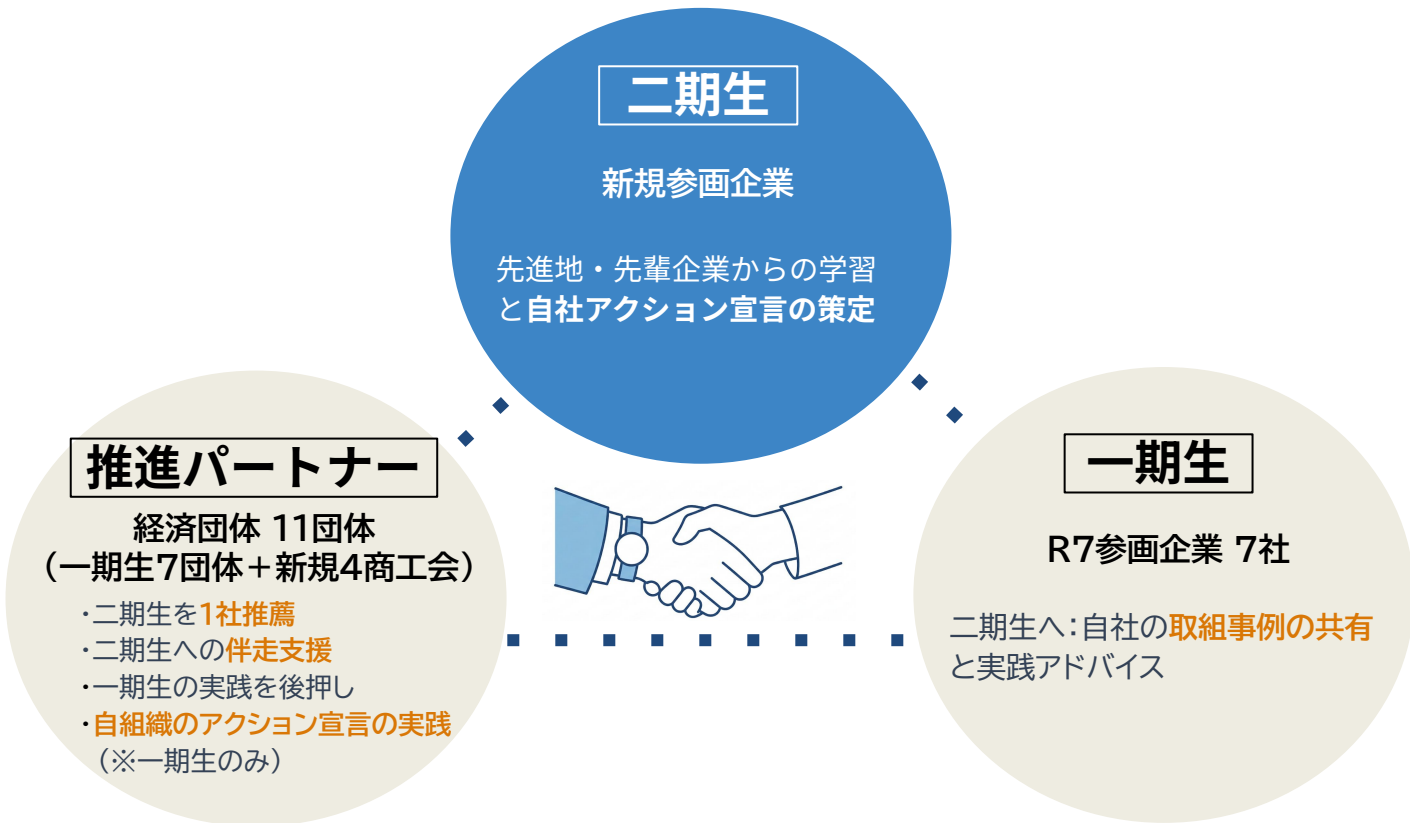 二期生
新規参画企業
先進地・先輩企業からの学習
と自社アクション宣言の策定
推進パートナー
経済団体 11団体
（一期生7団体＋新規4商工会）
・二期生を1社推薦
・二期生への伴走支援
・一期生の実践を後押し
・自組織のアクション宣言の実践
（※一期生のみ）
一期生
R7参画企業 7社
二期生へ：自社の取組事例の共有
と実践アドバイス